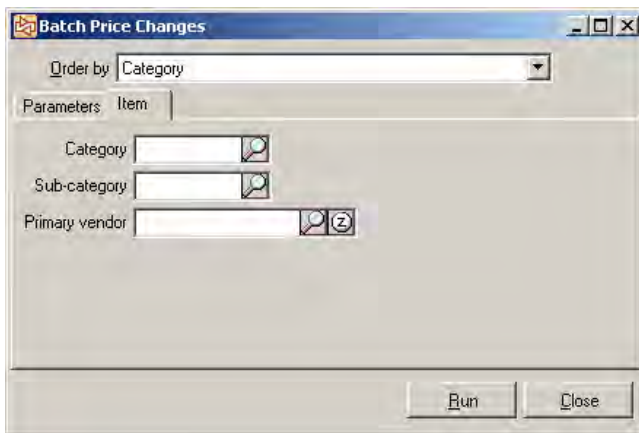 Batch Price Changes
Order by Category
Parameters Item
Category
Sub-category
Primary vendor Z
Run Close